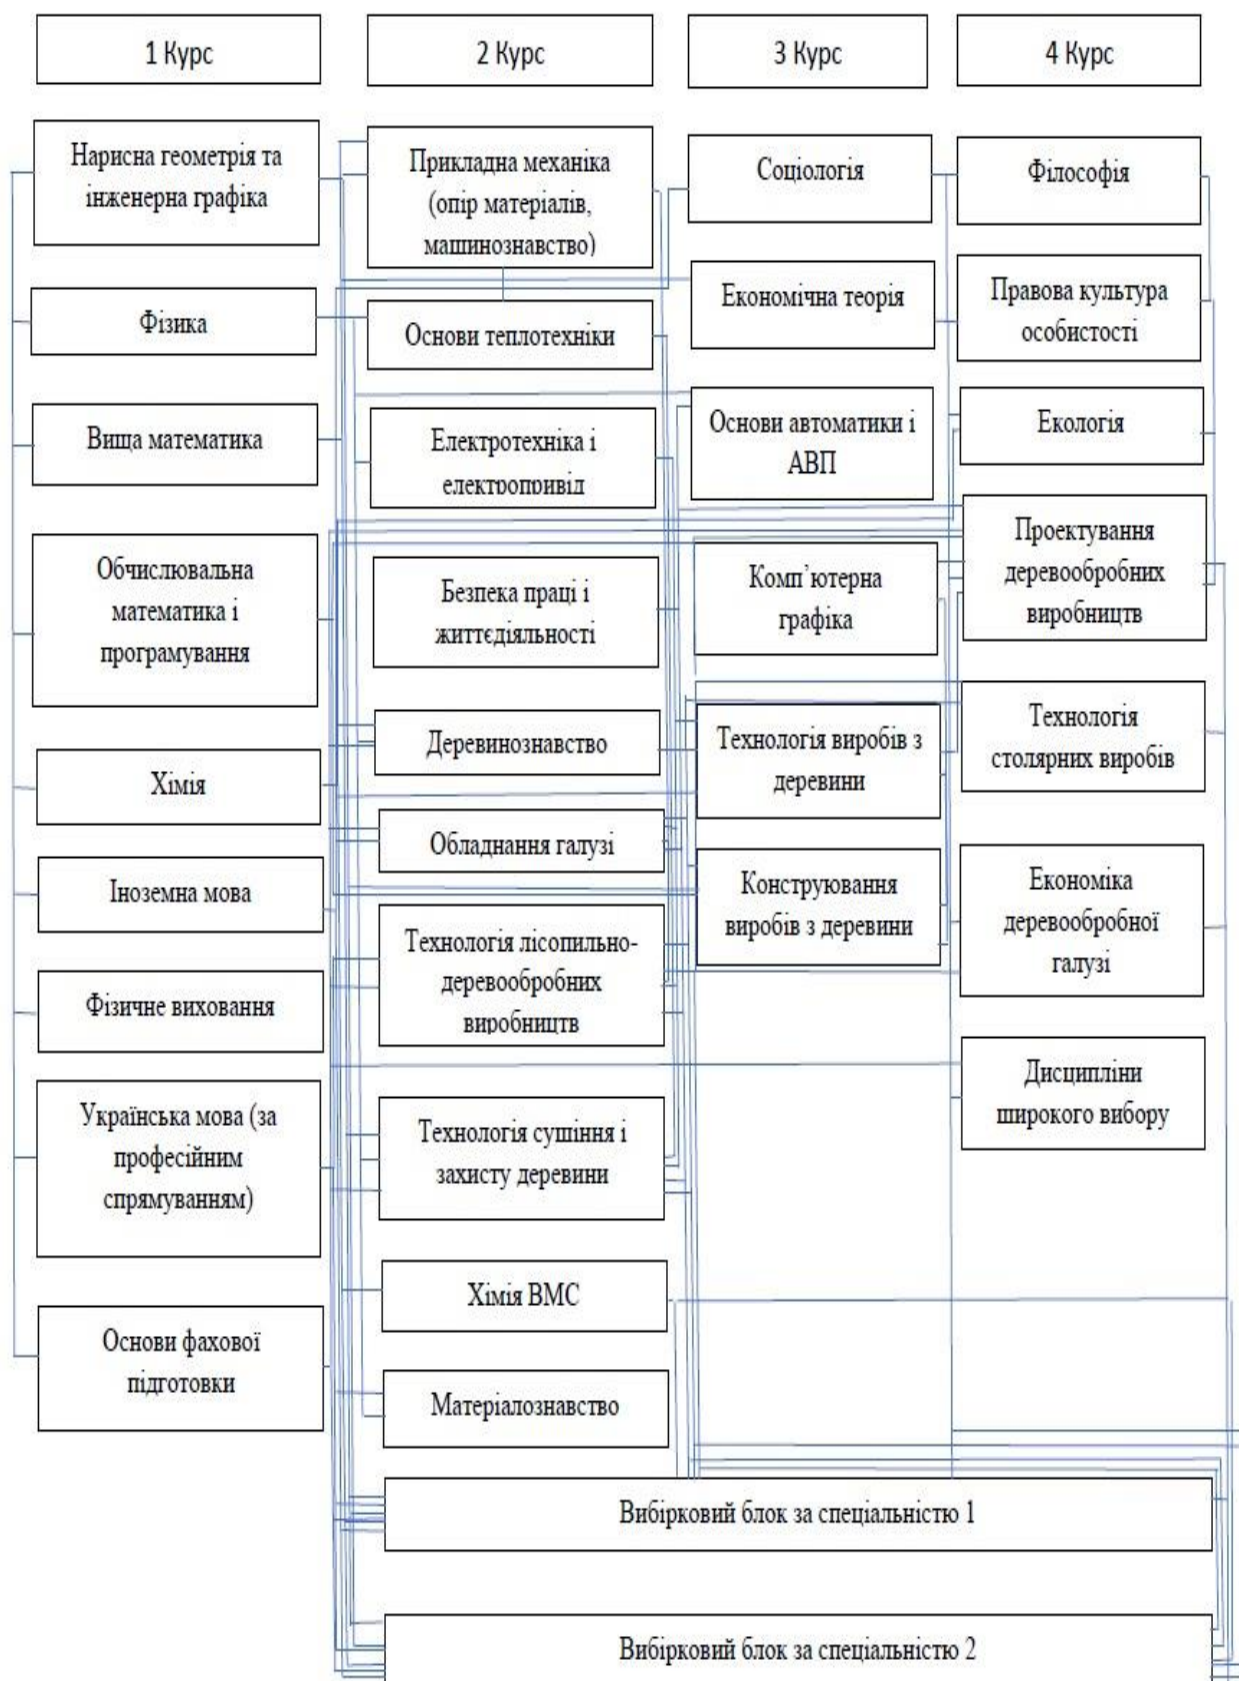 1 Курс
2 Курс
3 Курс
4 Курс
Нарисна геометрія та
інженерна графіка
Фізика
Вища математика
Обчислювальна
математика і
програмування
Хімія
Іноземна мова
Фізичне виховання
Українська мова (за
професійним
спрямуванням)
Основи фахової
підготовки
Прикладна механіка
(опір матеріалів,
машинознавство)
Основи теплотехніки
Електротехніка і
електропривід
Безпека праці і
життєдіяльності
Деревинознавство
Обладнання галузі
Технологія лісопильно-
деревообробних
виробництв
Технологія сушіння і
захисту деревини
Хімія ВМС
Матеріалознавство
Соціологія
Економічна теорія
Основи автоматики і
АВП
Комп’ютерна
графіка
Технологія виробів з
деревини
Конструювання
виробів з деревини
Філософія
Правова культура
особистості
Екологія
Проектування
деревообробних
виробництв
Технологія
столярних виробів
Економіка
деревообробної
галузі
Дисципліни
широкого вибору
Вибірковий блок за спеціальністю 1
Вибірковий блок за спеціальністю 2